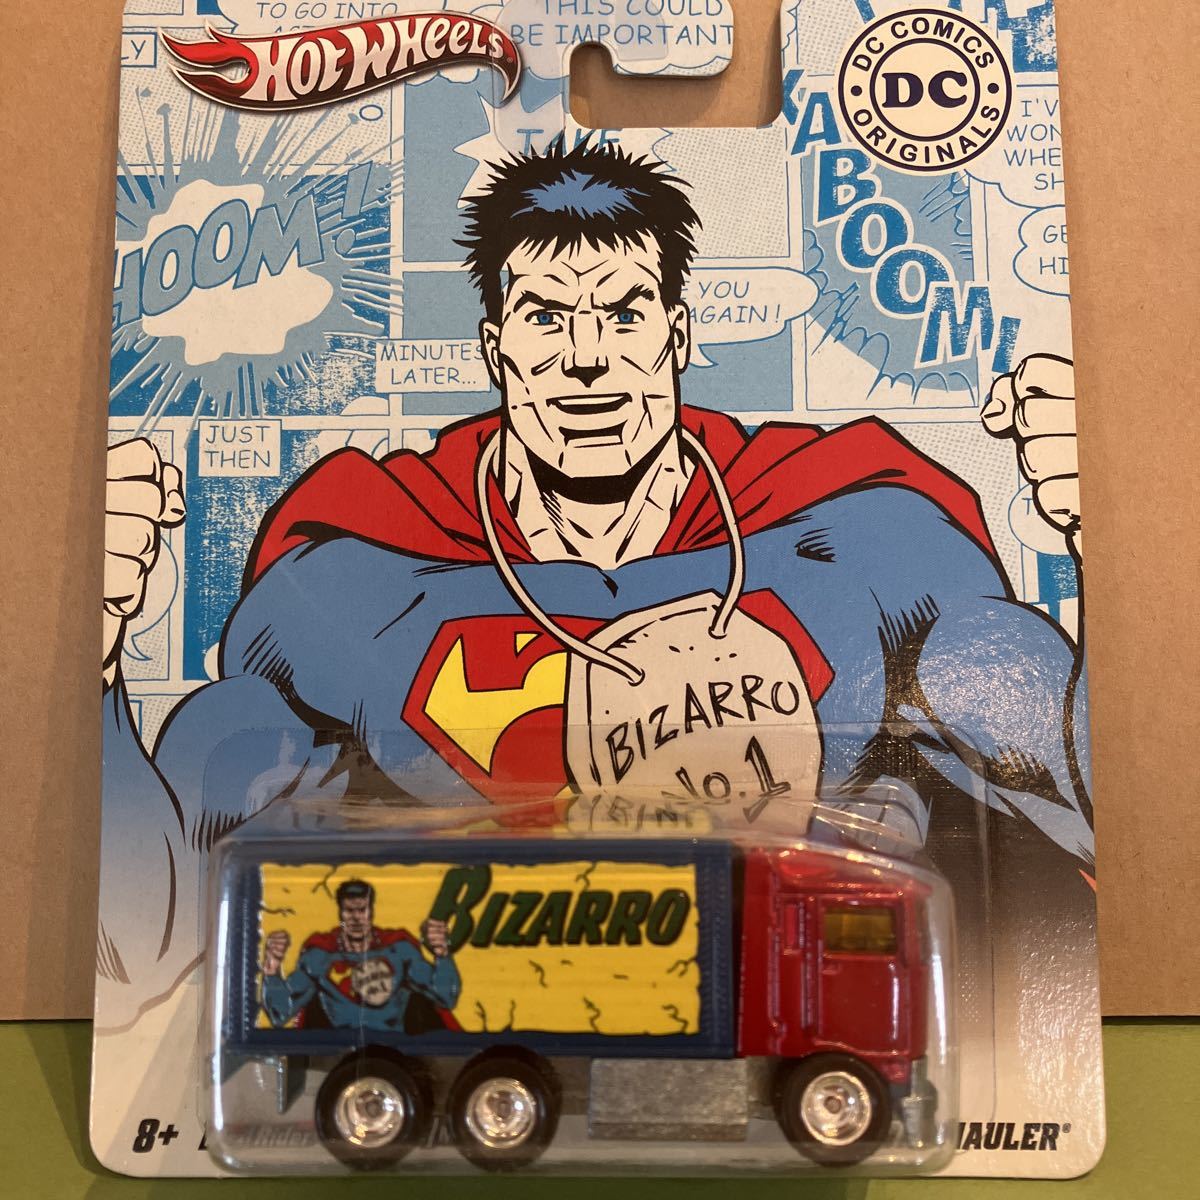 TO GO INTO
THIS COULD
BE IMPORTANT
HOT WHEELS®
DC COMICS
DC
ORIGINALS
TAKE
KABOOM!
I'V
WON
WHE
SH
GE
HI
HOOM!
YOU
AGAIN!
MINUTES
LATER...
JUST
THEN
BIZARRO
No. 1
BIZARRO
8+
HAULER®